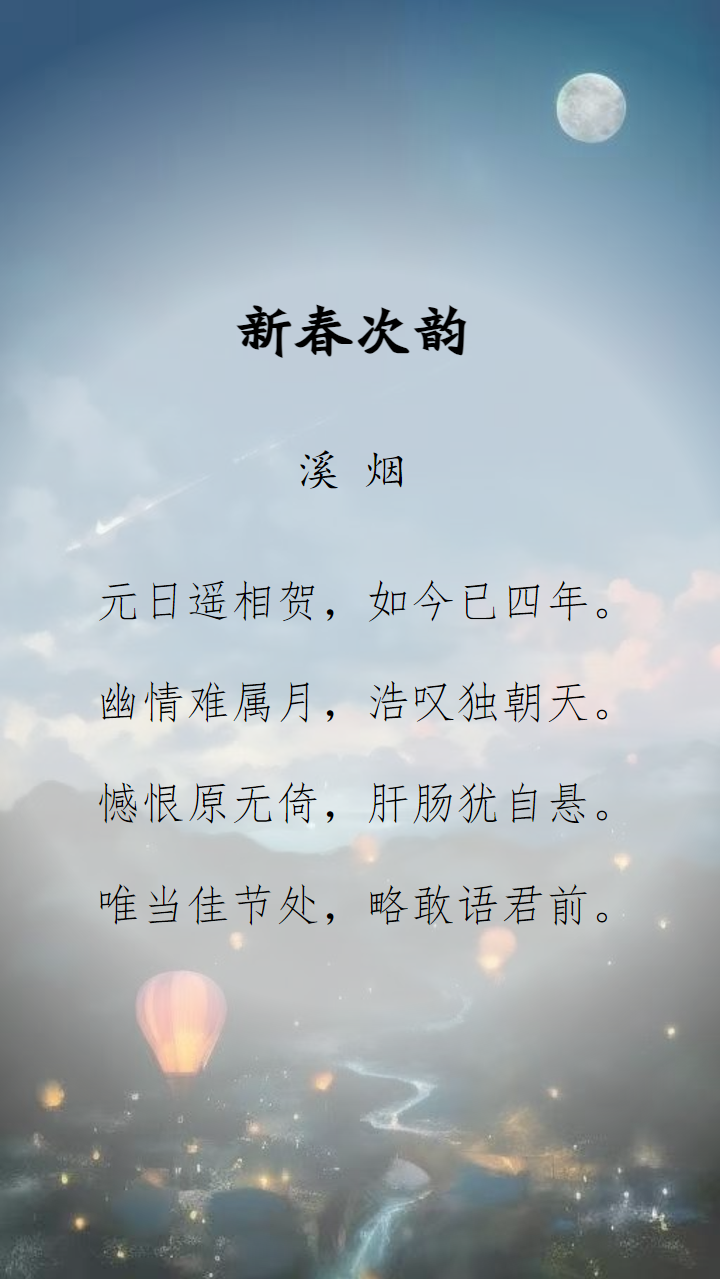 新春次韵
溪 烟
元日遥相贺，如今已四年。
幽情难属月，浩叹独朝天。
憾恨原无倚，肝肠犹自悬。
唯当佳节处，略敢语君前。